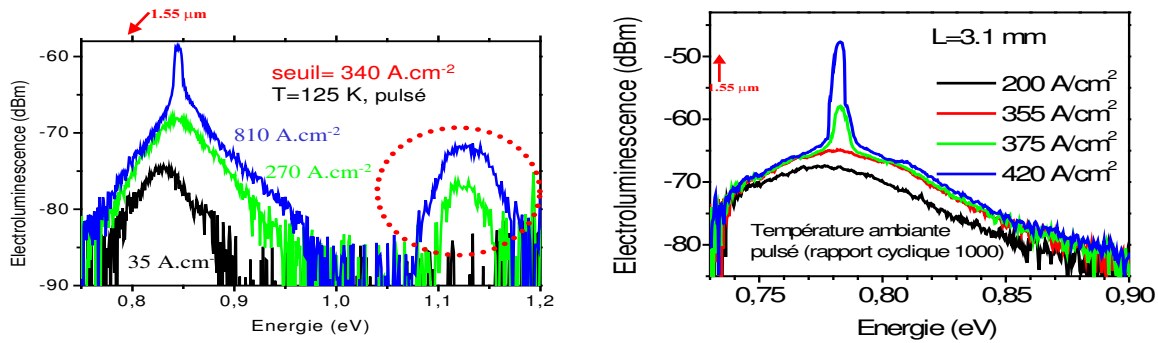 1.55 µm
Electroluminescence (dBm)
-60
-70
-80
-90
seuil= 340 A.cm-2
T=125 K, pulsé
810 A.cm-2
270 A.cm-2
35 A.cm-
0,8 0,9 1,0 1,1 1,2
Energie (eV)
Electroluminescence (dBm)
-50
-60
-70
-80
1.55 µm
L=3.1 mm
200 A/cm²
355 A/cm²
375 A/cm²
420 A/cm²
Température ambiante
pulsé (rapport cyclique 1000)
0,75 0,80 0,85 0,90
Energie (eV)